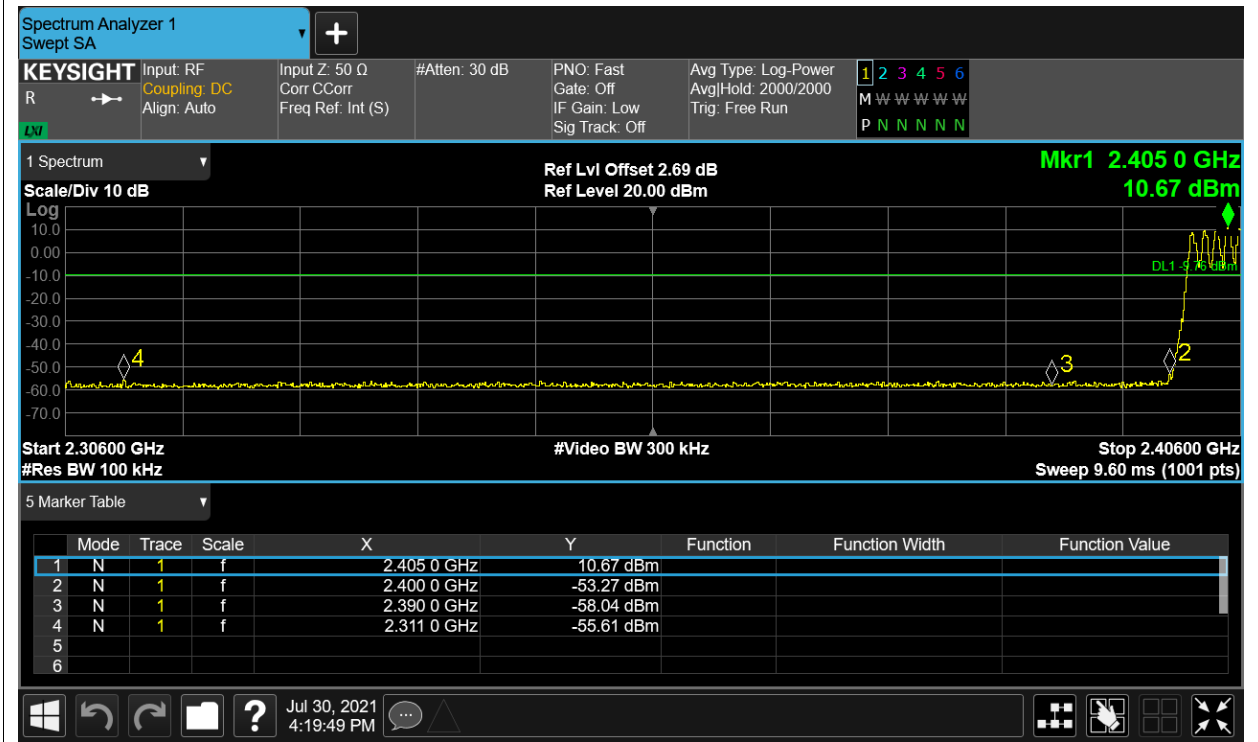 Spectrum Analyzer 1
Swept SA
+
KEYSIGHT Input: RF Input Z: 50 Ω #Atten: 30 dB PNO: Fast Avg Type: Log-Power 1 2 3 4 5 6
R Coupling: DC Corr CCorr Gate: Off Avg|Hold: 2000/2000 M W W W W W
Align: Auto Freq Ref: Int (S) IF Gain: Low Trig: Free Run
LXI Sig Track: Off P N N N N N
1 Spectrum Ref Lvl Offset 2.69 dB Mkr1 2.405 0 GHz
Scale/Div 10 dB Ref Level 20.00 dBm 10.67 dBm
Log
10.0
0.00
DL1 -9.76 dBm
-10.0
-20.0
-30.0
-40.0
4 3 2
-50.0
-60.0
-70.0
Start 2.30600 GHz #Video BW 300 kHz Stop 2.40600 GHz
#Res BW 100 kHz Sweep 9.60 ms (1001 pts)
5 Marker Table
Mode Trace Scale X Y Function Function Width Function Value
1 N 1 f 2.405 0 GHz 10.67 dBm
2 N 1 f 2.400 0 GHz -53.27 dBm
3 N 1 f 2.390 0 GHz -58.04 dBm
4 N 1 f 2.311 0 GHz -55.61 dBm
5
6
? Jul 30, 2021
4:19:49 PM